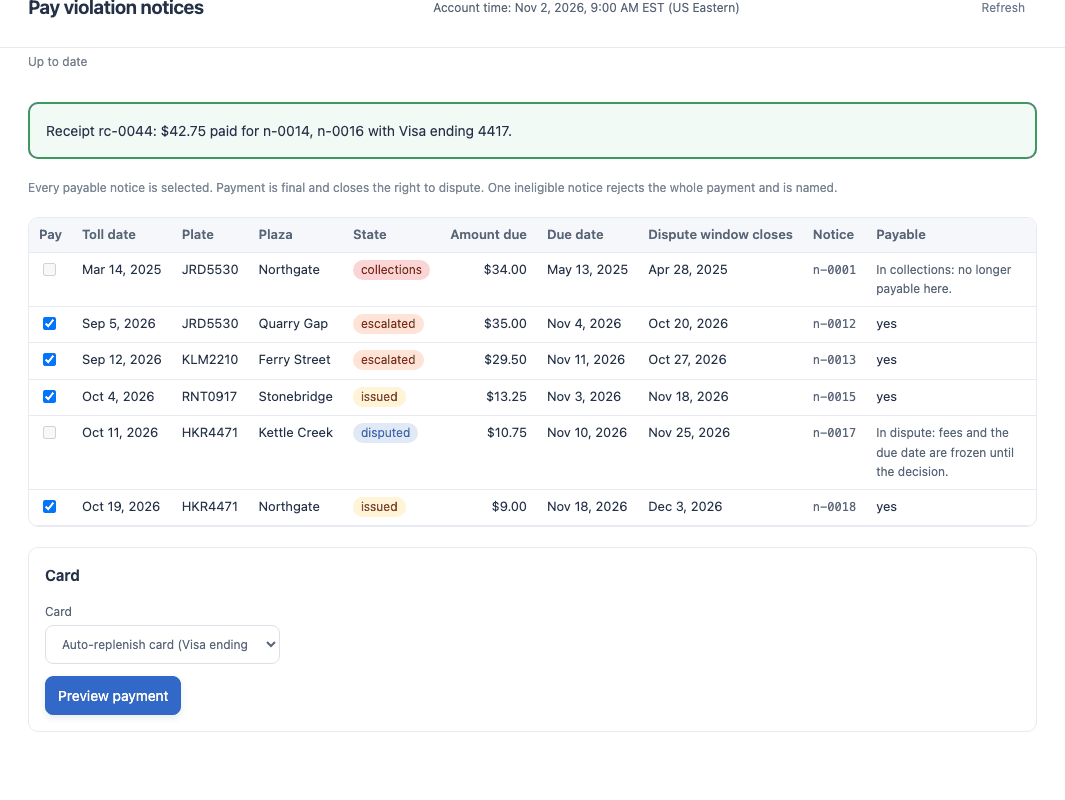 Pay violation notices
Account time: Nov 2, 2026, 9:00 AM EST (US Eastern)
Refresh
Up to date
Receipt rc-0044: $42.75 paid for n-0014, n-0016 with Visa ending 4417.
Every payable notice is selected. Payment is final and closes the right to dispute. One ineligible notice rejects the whole payment and is named.
Pay Toll date Plate Plaza State Amount due Due date Dispute window closes Notice Payable
Mar 14, 2025 JRD5530 Northgate collections $34.00 May 13, 2025 Apr 28, 2025 n-0001 In collections: no longer
payable here.
Sep 5, 2026 JRD5530 Quarry Gap escalated $35.00 Nov 4, 2026 Oct 20, 2026 n-0012 yes
Sep 12, 2026 KLM2210 Ferry Street escalated $29.50 Nov 11, 2026 Oct 27, 2026 n-0013 yes
Oct 4, 2026 RNT0917 Stonebridge issued $13.25 Nov 3, 2026 Nov 18, 2026 n-0015 yes
Oct 11, 2026 HKR4471 Kettle Creek disputed $10.75 Nov 10, 2026 Nov 25, 2026 n-0017 In dispute: fees and the
due date are frozen until
the decision.
Oct 19, 2026 HKR4471 Northgate issued $9.00 Nov 18, 2026 Dec 3, 2026 n-0018 yes
Card
Card
Auto-replenish card (Visa ending
Preview payment